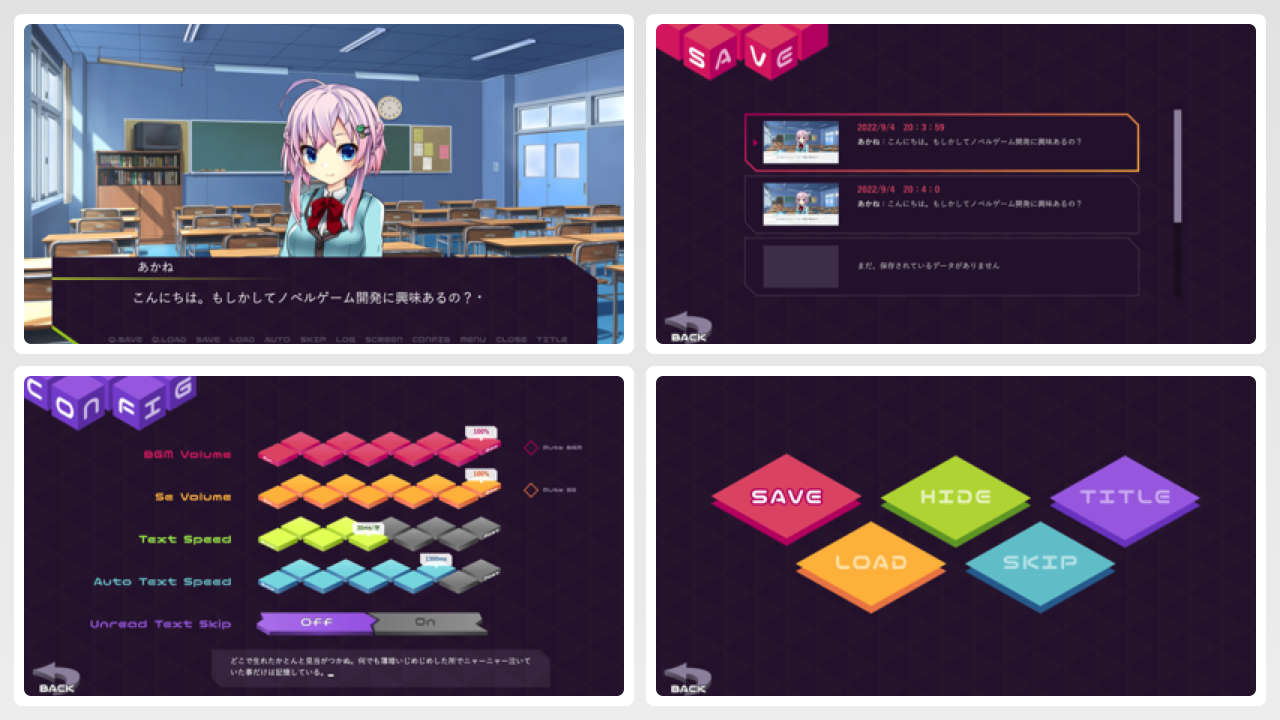 あかね
こんにちは。もしかしてノベルゲーム開発に興味あるの?
Q.SAVE Q.LOAD SAVE LOAD AUTO SKIP LOG SCREEN CONFIG MENU CLOSE TITLE
SAVE
2022/9/4 20:3:59
あかね:こんにちは。もしかしてノベルゲーム開発に興味あるの?
2022/9/4 20:4:0
あかね:こんにちは。もしかしてノベルゲーム開発に興味あるの?
まだ、保存されているデータがありません
BACK
CONFIG
BGM Volume
100%
Mute BGM
Se Volume
100%
Mute SE
Text Speed
30ms/字
Auto Text Speed
1300ms
Unread Text Skip
OFF
On
どこで生れたかとんと見当がつかぬ。何でも薄暗いじめじめした所でニャーニャー泣いて
いた事だけは記憶している。
BACK
SAVE
HIDE
TITLE
LOAD
SKIP
BACK